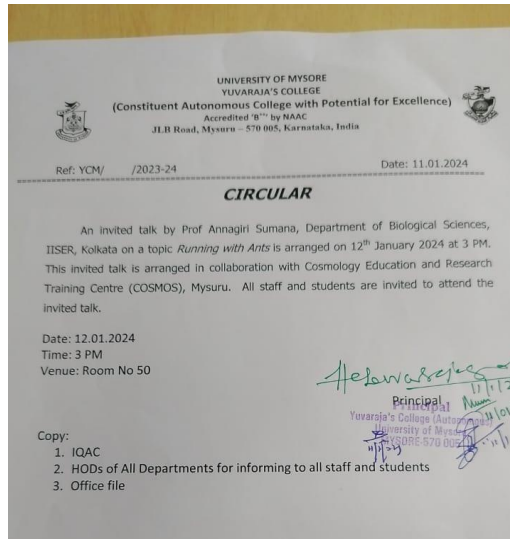 UNIVERSITY OF MYSORE
YUVARAJA'S COLLEGE
(Constituent Autonomous College with Potential for Excellence)
Accredited 'B++' by NAAC
JLB Road, Mysuru – 570 005, Karnataka, India
Ref: YCM/ /2023-24 Date: 11.01.2024
CIRCULAR
An invited talk by Prof Annagiri Sumana, Department of Biological Sciences,
IISER, Kolkata on a topic Running with Ants is arranged on 12th January 2024 at 3 PM.
This invited talk is arranged in collaboration with Cosmology Education and Research
Training Centre (COSMOS), Mysuru. All staff and students are invited to attend the
invited talk.
Date: 12.01.2024
Time: 3 PM
Venue: Room No 50
Principal
Principal
Yuvaraja's College (Autonomous)
University of Mysore
MYSORE-570 005
Copy:
1. IQAC
2. HODs of All Departments for informing to all staff and students
3. Office file